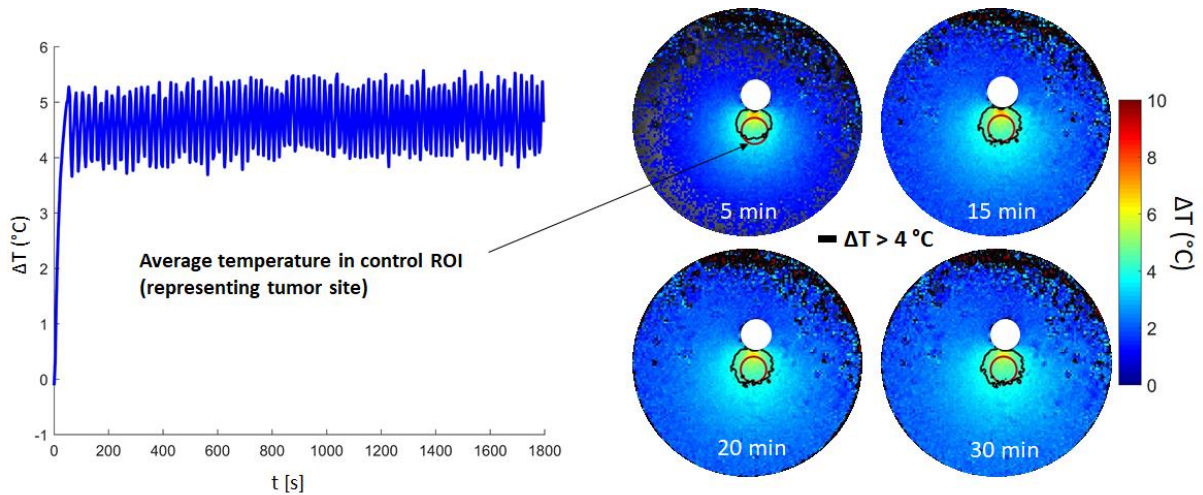 6
5
4
3
2
1
0
-1
ΔT (°C)
0 200 400 600 800 1000 1200 1400 1600 1800
t [s]
Average temperature in control ROI
(representing tumor site)
5 min
15 min
ΔT > 4 °C
20 min
30 min
10
8
6
4
2
0
ΔT (°C)